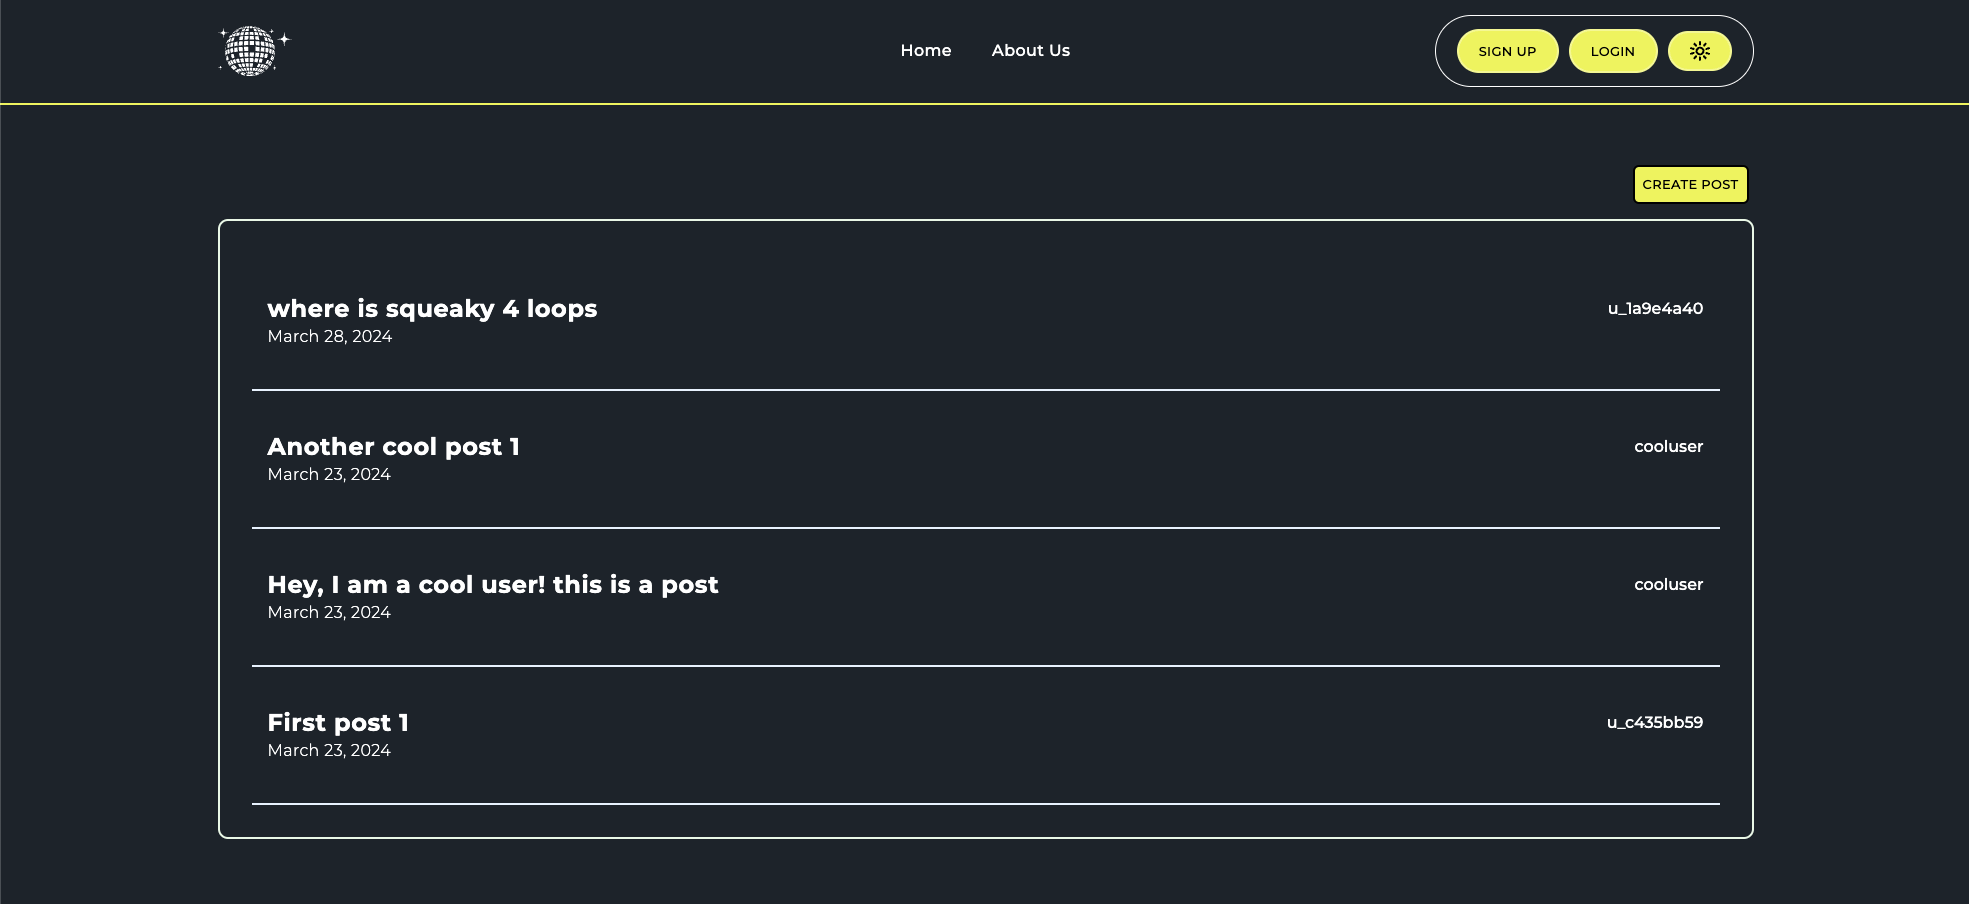 Home
About Us
SIGN UP
LOGIN
CREATE POST
where is squeaky 4 loops
u_1a9e4a40
March 28, 2024
Another cool post 1
cooluser
March 23, 2024
Hey, I am a cool user! this is a post
cooluser
March 23, 2024
First post 1
u_c435bb59
March 23, 2024